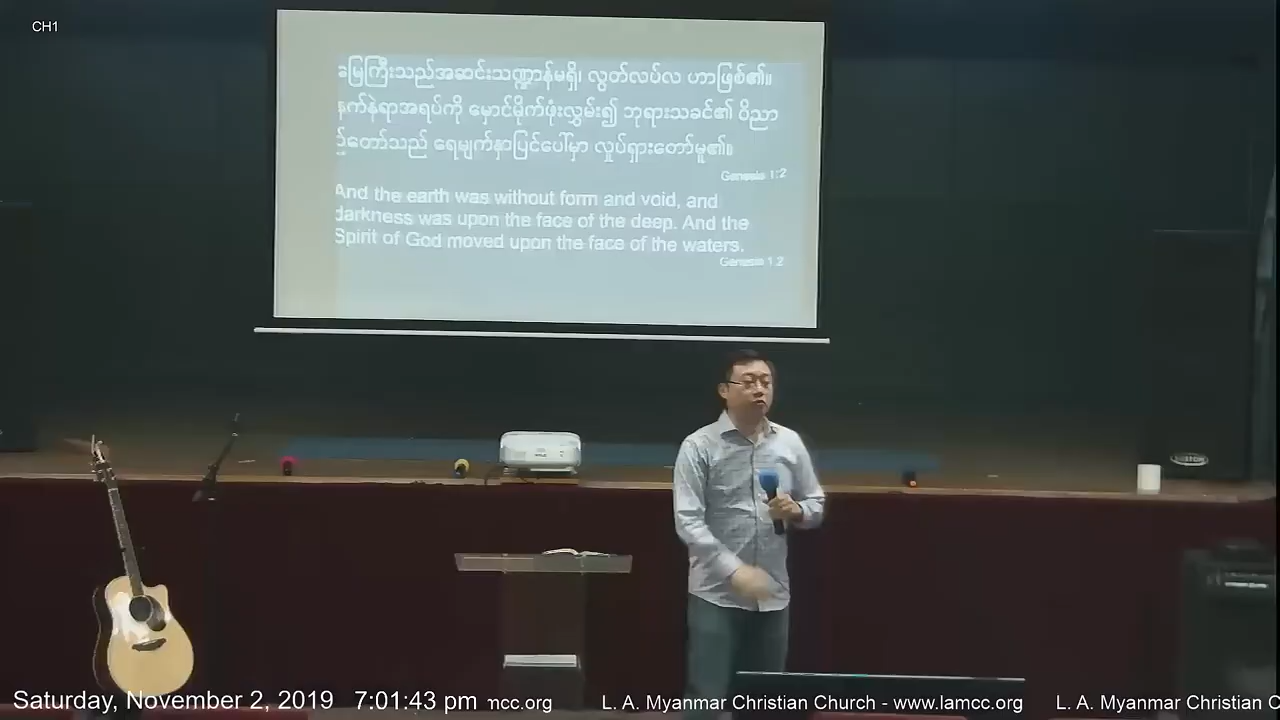 CH1
မြေကြီးသည်အဆင်းသဏ္ဌာန်မရှိ၊ လွတ်လပ်လ ဟာဖြစ်၏။
နက်နဲရာအရပ်ကို မှောင်မိုက်ဖုံးလွှမ်း၍ ဘုရားသခင်၏ ဝိညာ
ဉ်တော်သည် ရေမျက်နှာပြင်ပေါ်မှာ လှုပ်ရှားတော်မူ၏။
Genesis 1:2
And the earth was without form and void, and
darkness was upon the face of the deep. And the
Spirit of God moved upon the face of the waters.
Genesis 1:2
Saturday, November 2, 2019 7:01:43 pm mcc.org L. A. Myanmar Christian Church - www.lamcc.org L. A. Myanmar Christian C